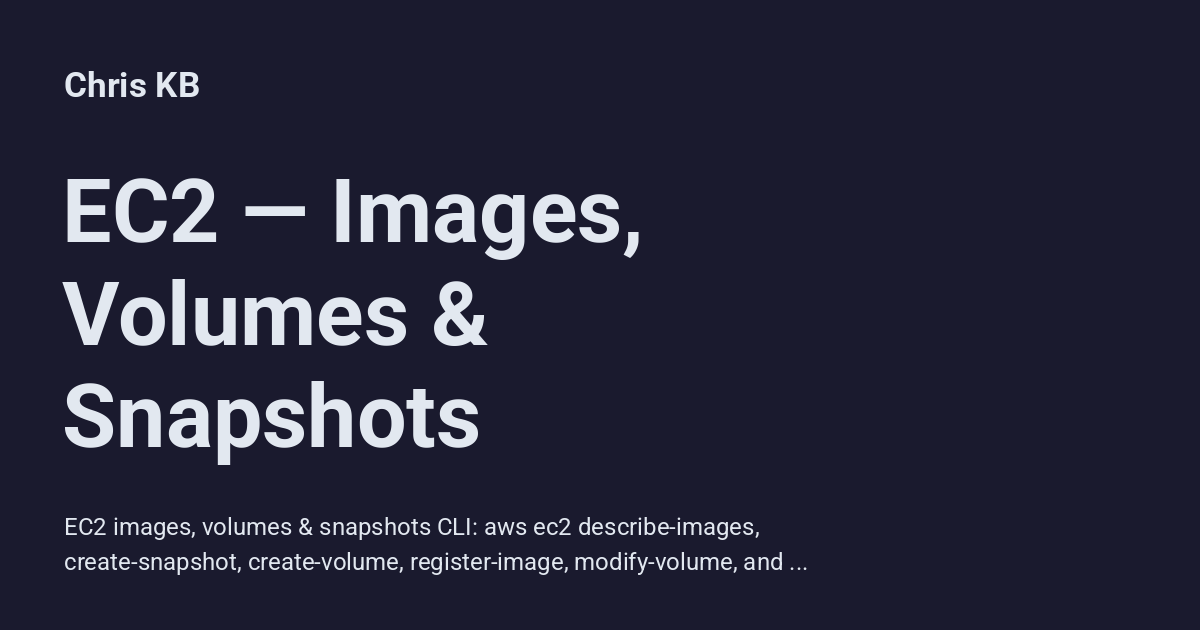 Chris KB
EC2 — Images,
Volumes &
Snapshots
EC2 images, volumes & snapshots CLI: aws ec2 describe-images,
create-snapshot, create-volume, register-image, modify-volume, and ...